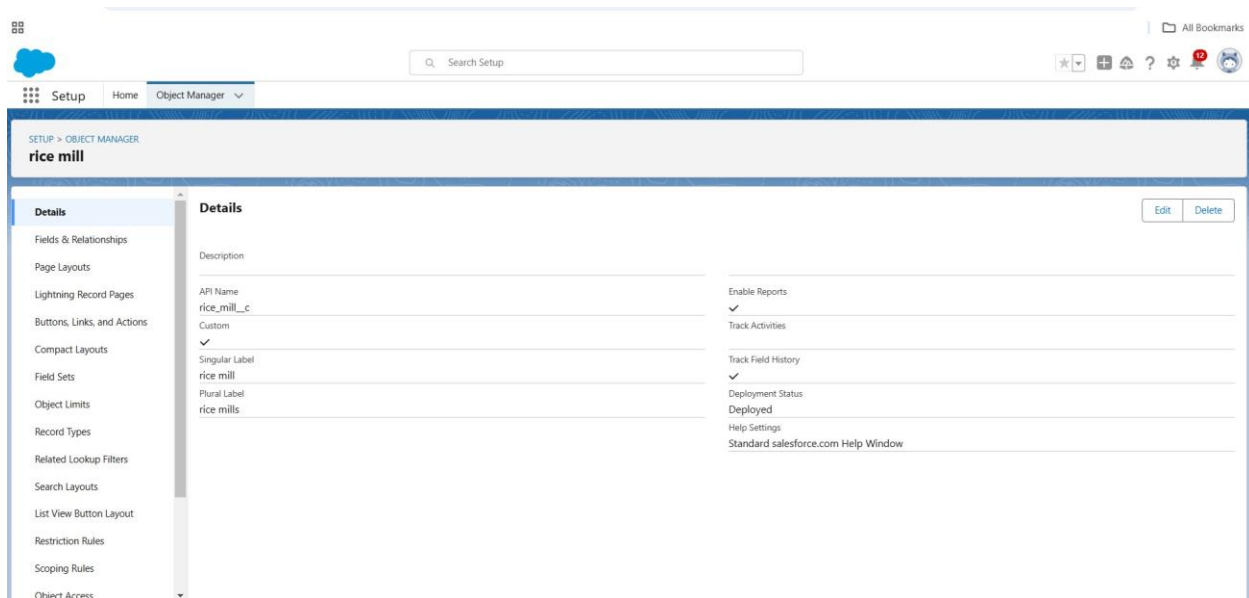 All Bookmarks
Search Setup
12
Setup Home Object Manager
SETUP > OBJECT MANAGER
rice mill
Details
Fields & Relationships
Page Layouts
Lightning Record Pages
Buttons, Links, and Actions
Compact Layouts
Field Sets
Object Limits
Record Types
Related Lookup Filters
Search Layouts
List View Button Layout
Restriction Rules
Scoping Rules
Object Access
Details
Edit Delete
Description
API Name
rice_mill__c
Custom
Singular Label
rice mill
Plural Label
rice mills
Enable Reports
Track Activities
Track Field History
Deployment Status
Deployed
Help Settings
Standard salesforce.com Help Window